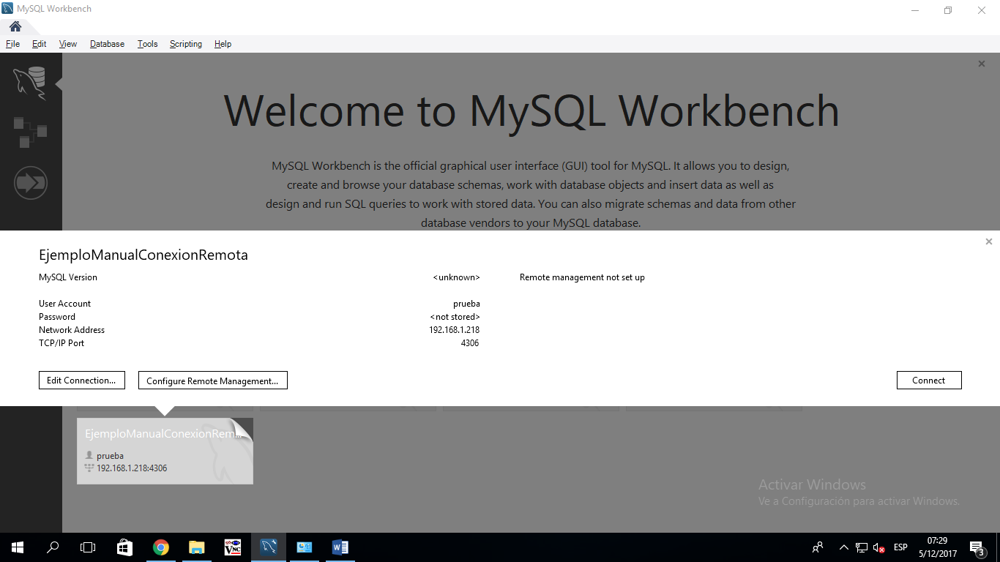 MySQL Workbench
File Edit View Database Tools Scripting Help
Welcome to MySQL Workbench
MySQL Workbench is the official graphical user interface (GUI) tool for MySQL. It allows you to design,
create and browse your database schemas, work with database objects and insert data as well as
design and run SQL queries to work with stored data. You can also migrate schemas and data from other
database vendors to your MySQL database.
EjemploManualConexionRemota
MySQL Version <unknown> Remote management not set up
User Account prueba
Password <not stored>
Network Address 192.168.1.218
TCP/IP Port 4306
Edit Connection... Configure Remote Management... Connect
EjemploManualConexionRem...
prueba
192.168.1.218:4306
Activar Windows
Ve a Configuración para activar Windows.
VNC
W
ESP
07:29
5/12/2017
3